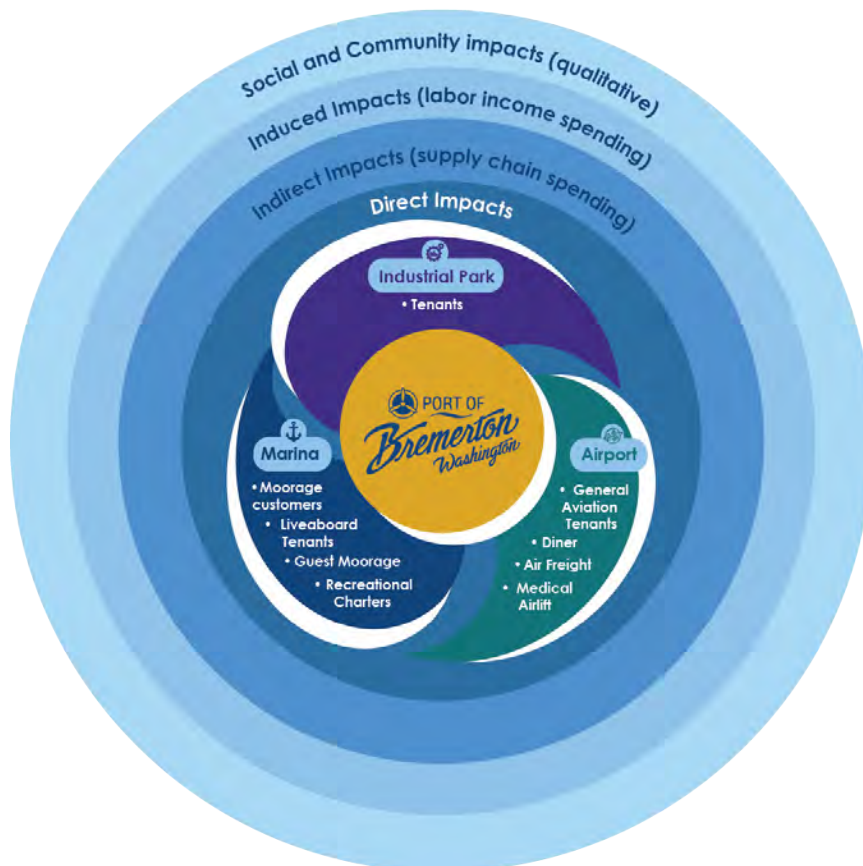 Social and Community impacts (qualitative)
Induced Impacts (labor income spending)
Indirect Impacts (supply chain spending)
Direct Impacts
Industrial Park
• Tenants
PORT OF
Bremerton
Washington
Marina
• Moorage
customers
• Liveaboard
Tenants
• Guest Moorage
• Recreational
Charters
Airport
• General
Aviation
Tenants
• Diner
• Air Freight
• Medical
Airlift